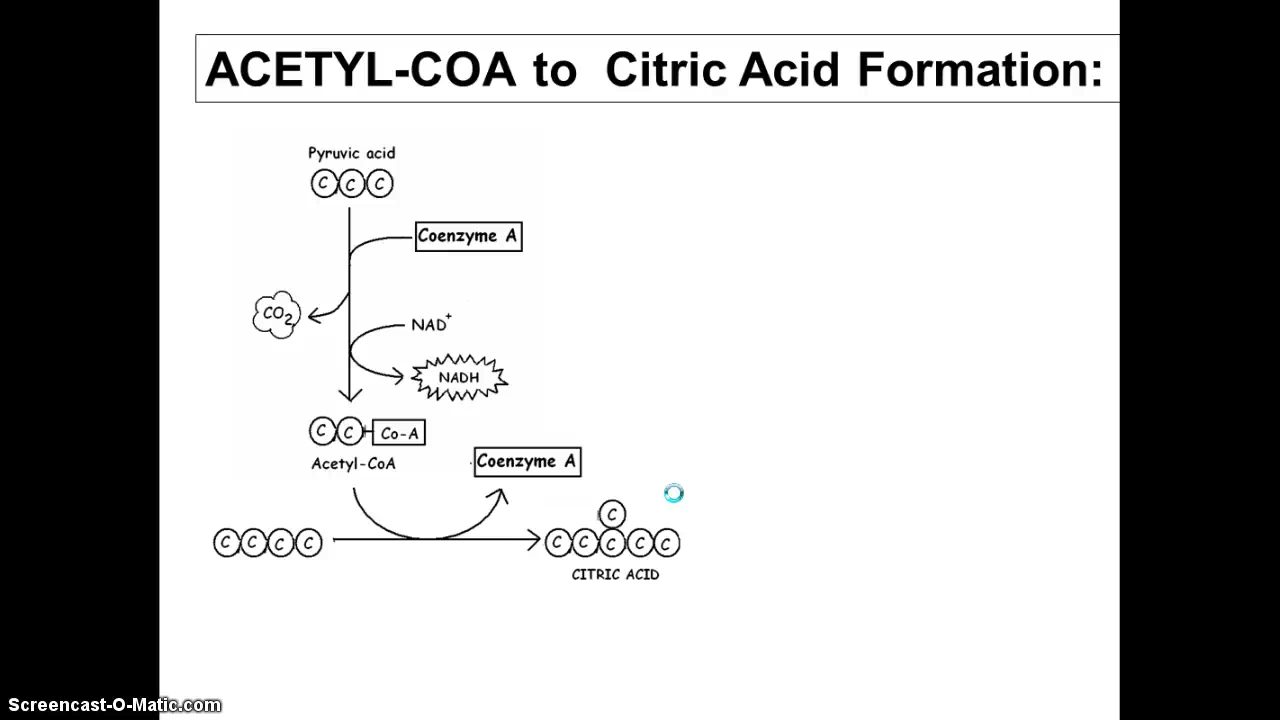 ACETYL-COA to Citric Acid Formation:
Pyruvic acid
C C C
Coenzyme A
CO2
NAD+
NADH
C C Co-A
Acetyl-CoA
Coenzyme A
C
C C C C
C C C C C
CITRIC ACID
Screencast-O-Matic.com